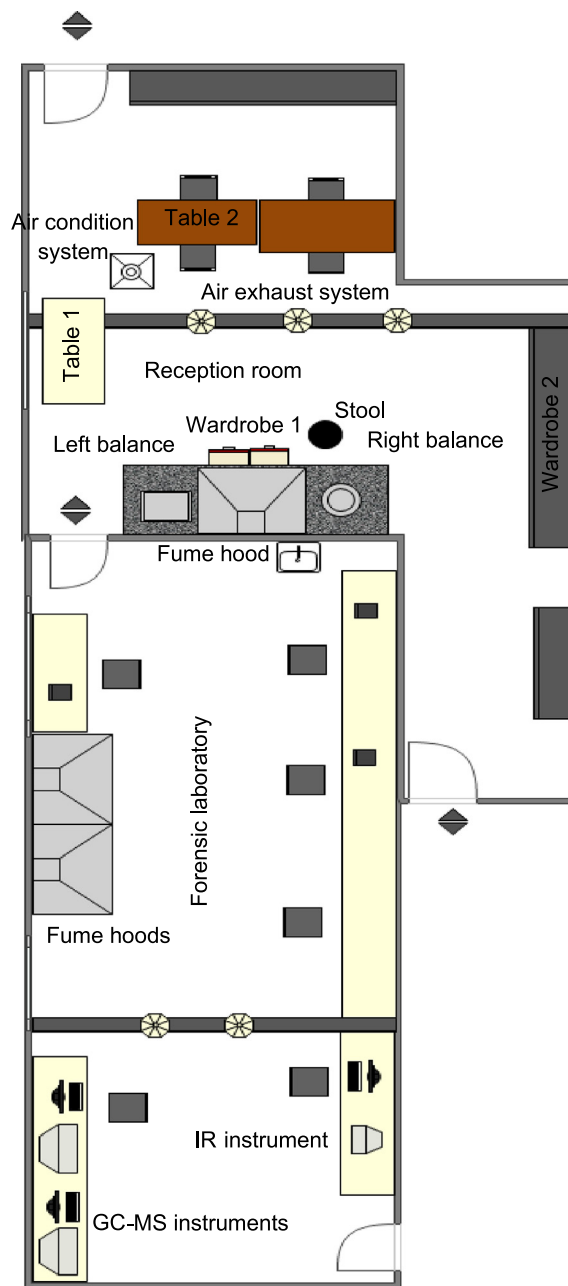 Table 2
Air condition
system
Air exhaust system
Table 1
Reception room
Wardrobe 1
Stool
Left balance
Right balance
Wardrobe 2
Fume hood
Forensic laboratory
Fume hoods
IR instrument
GC-MS instruments